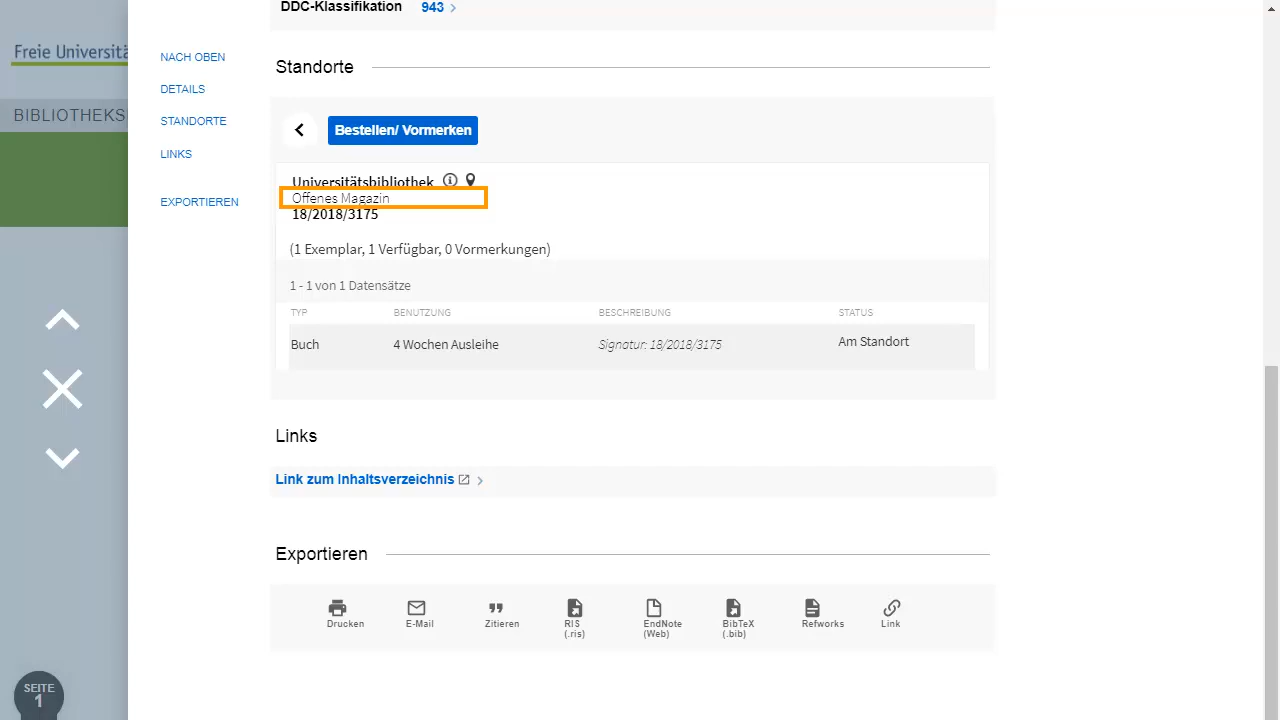 DDC-Klassifikation 943
Freie Universitä
NACH OBEN
Standorte
DETAILS
BIBLIOTHEKS
STANDORTE
Bestellen/ Vormerken
LINKS
Universitätsbibliothek
Offenes Magazin
EXPORTIEREN
18/2018/3175
(1 Exemplar, 1 Verfügbar, 0 Vormerkungen)
1 - 1 von 1 Datensätze
TYP BENUTZUNG BESCHREIBUNG STATUS
Buch 4 Wochen Ausleihe Signatur: 18/2018/3175 Am Standort
Links
Link zum Inhaltsverzeichnis
Exportieren
Drucken E-Mail Zitieren RIS EndNote BibTeX Refworks Link
(.ris) (Web) (.bib)
SEITE
1